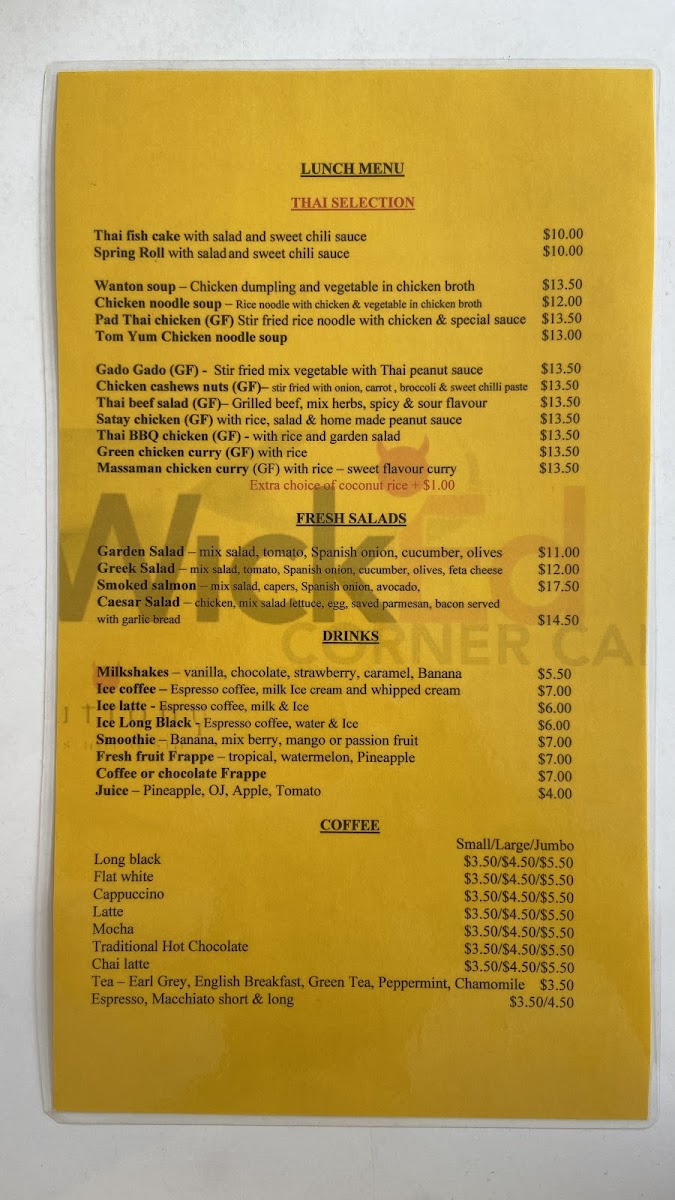 LUNCH MENU
THAI SELECTION
Thai fish cake with salad and sweet chili sauce $10.00
Spring Roll with salad and sweet chili sauce $10.00
Wanton soup – Chicken dumpling and vegetable in chicken broth $13.50
Chicken noodle soup – Rice noodle with chicken & vegetable in chicken broth $12.00
Pad Thai chicken (GF) Stir fried rice noodle with chicken & special sauce $13.50
Tom Yum Chicken noodle soup $13.00
Gado Gado (GF) - Stir fried mix vegetable with Thai peanut sauce $13.50
Chicken cashews nuts (GF)– stir fried with onion, carrot , broccoli & sweet chilli paste $13.50
Thai beef salad (GF)– Grilled beef, mix herbs, spicy & sour flavour $13.50
Satay chicken (GF) with rice, salad & home made peanut sauce $13.50
Thai BBQ chicken (GF) - with rice and garden salad $13.50
Green chicken curry (GF) with rice $13.50
Massaman chicken curry (GF) with rice – sweet flavour curry $13.50
Extra choice of coconut rice + $1.00
WickEd
CORNER CA
FRESH SALADS
Garden Salad – mix salad, tomato, Spanish onion, cucumber, olives $11.00
Greek Salad – mix salad, tomato, Spanish onion, cucumber, olives, feta cheese $12.00
Smoked salmon – mix salad, capers, Spanish onion, avocado, $17.50
Caesar Salad – chicken, mix salad lettuce, egg, saved parmesan, bacon served
with garlic bread $14.50
DRINKS
Milkshakes – vanilla, chocolate, strawberry, caramel, Banana $5.50
Ice coffee – Espresso coffee, milk Ice cream and whipped cream $7.00
Ice latte - Espresso coffee, milk & Ice $6.00
Ice Long Black - Espresso coffee, water & Ice $6.00
Smoothie – Banana, mix berry, mango or passion fruit $7.00
Fresh fruit Frappe – tropical, watermelon, Pineapple $7.00
Coffee or chocolate Frappe $7.00
Juice – Pineapple, OJ, Apple, Tomato $4.00
COFFEE
Small/Large/Jumbo
Long black $3.50/$4.50/$5.50
Flat white $3.50/$4.50/$5.50
Cappuccino $3.50/$4.50/$5.50
Latte $3.50/$4.50/$5.50
Mocha $3.50/$4.50/$5.50
Traditional Hot Chocolate $3.50/$4.50/$5.50
Chai latte $3.50/$4.50/$5.50
Tea – Earl Grey, English Breakfast, Green Tea, Peppermint, Chamomile $3.50
Espresso, Macchiato short & long $3.50/4.50